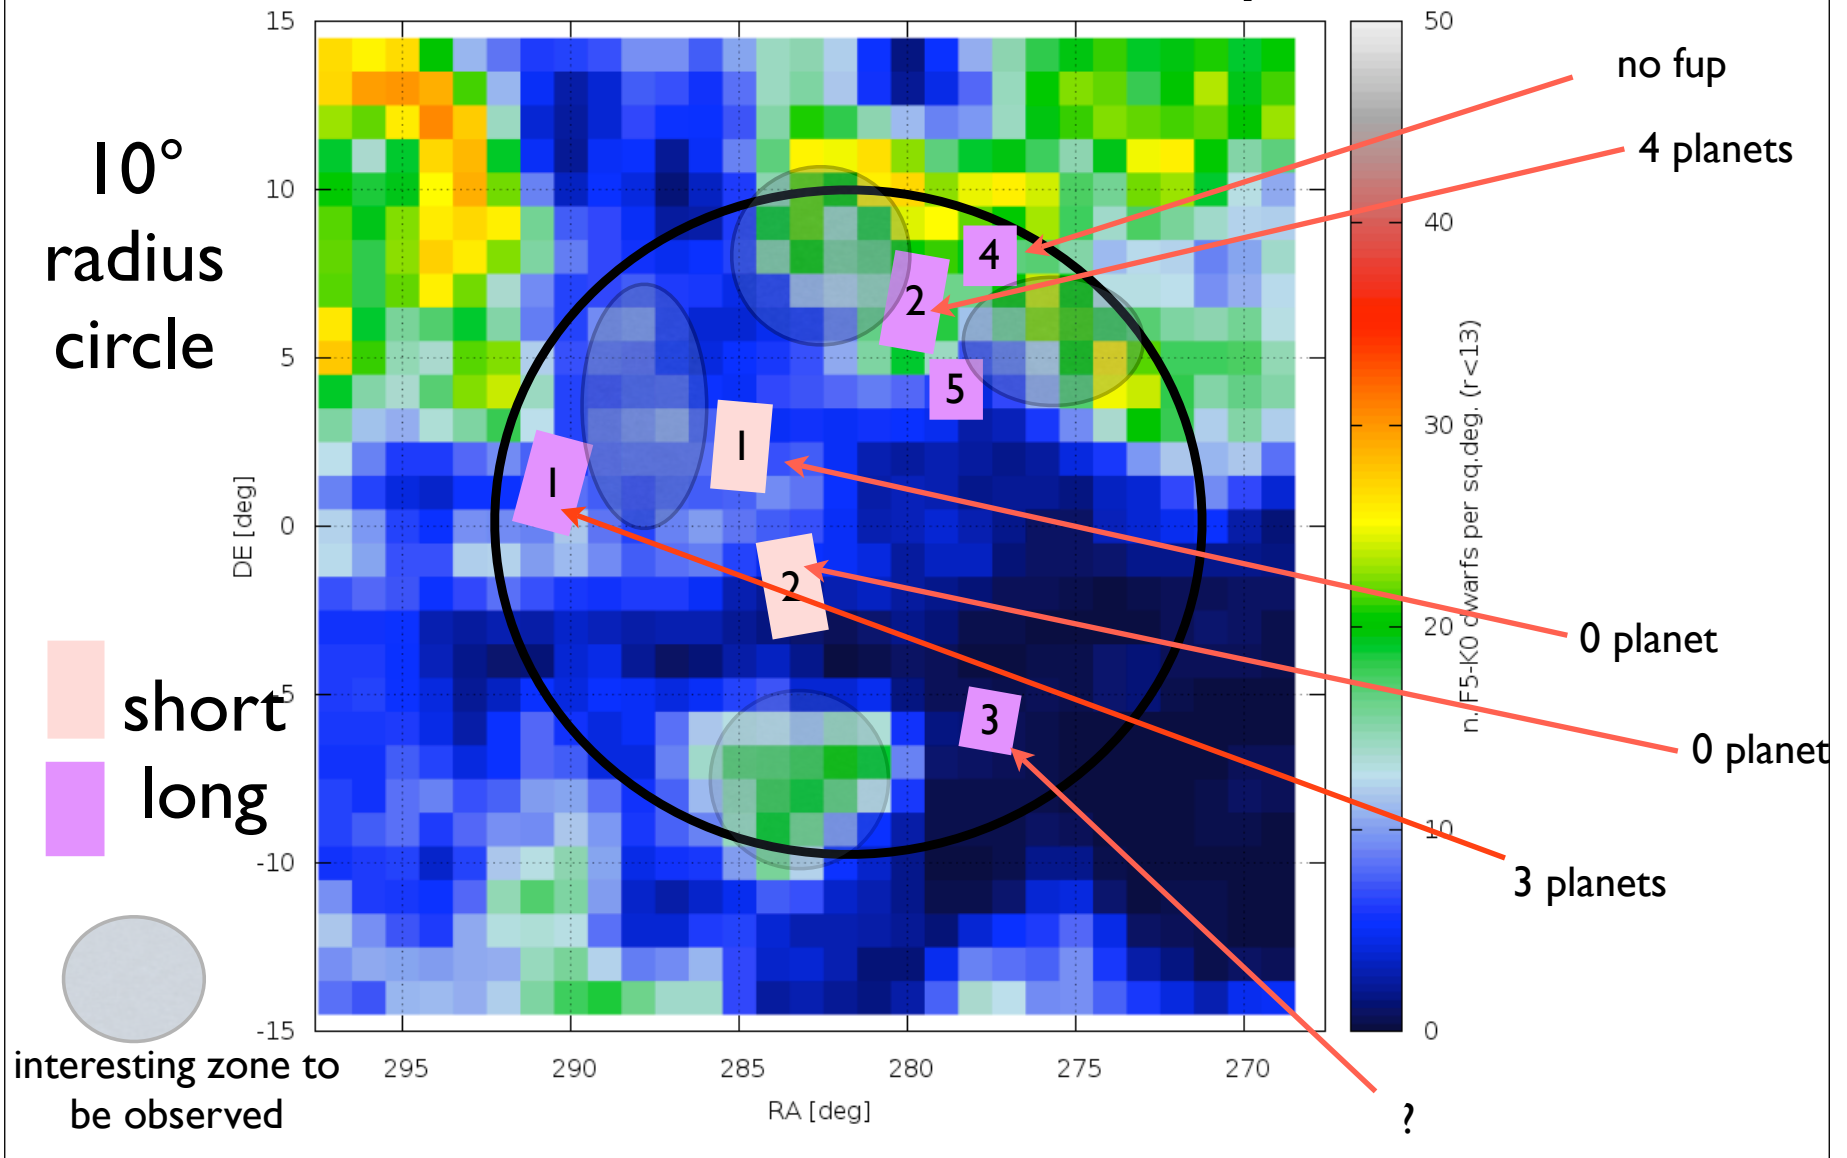 10°
radius
circle
short
long
interesting zone to
be observed
15
10
5
0
-5
-10
-15
DE [deg]
295
290
285
280
275
270
RA [deg]
1
2
3
4
5
1
2
50
40
30
20
10
0
n. F5-K0 dwarfs per sq.deg. (r<13)
no fup
4 planets
0 planet
0 planet
3 planets
?